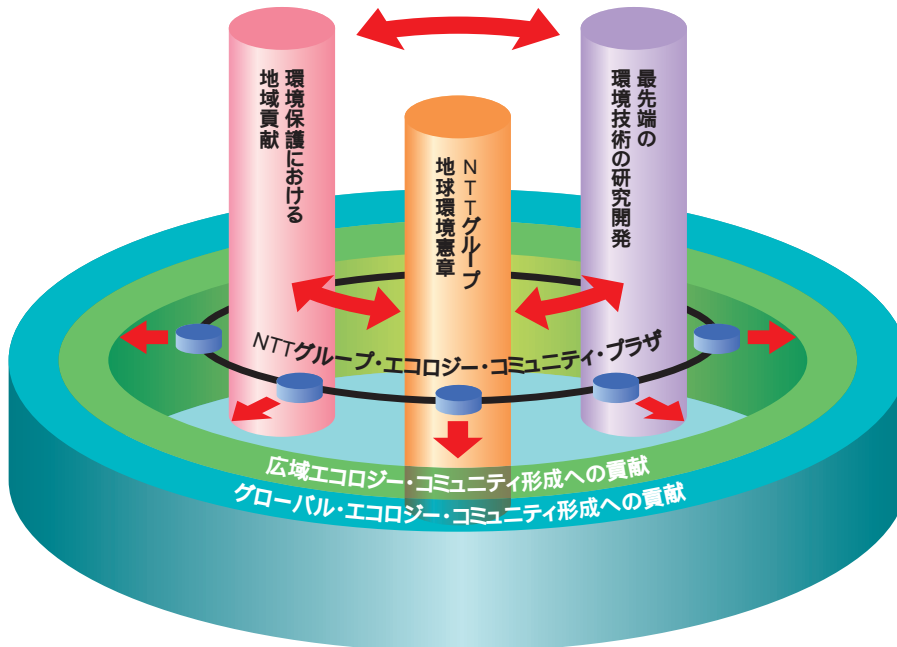 環境保護における
地域貢献
NTTグループ
地球環境憲章
最先端の
環境技術の研究開発
NTTグループ・エコロジー・コミュニティ・プラザ
広域エコロジー・コミュニティ形成への貢献
グローバル・エコロジー・コミュニティ形成への貢献